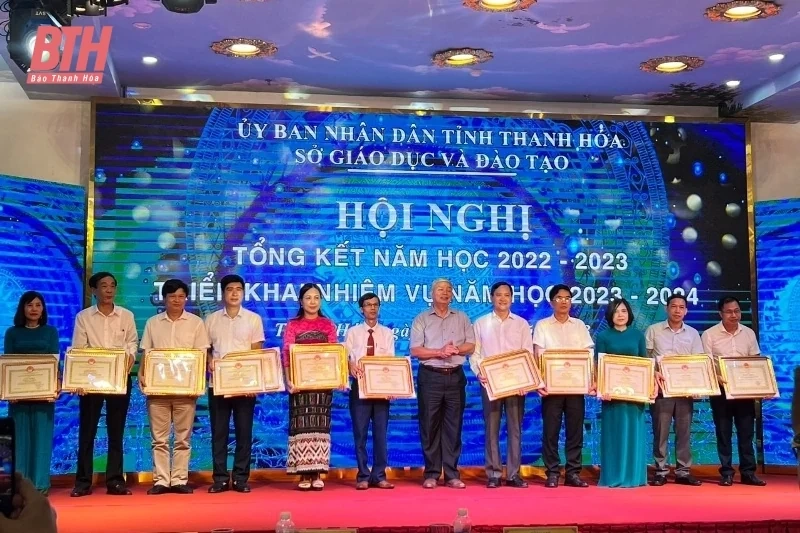 BTH
Báo Thanh Hóa
ỦY BAN NHÂN DÂN TỈNH THANH HÓA
SỞ GIÁO DỤC VÀ ĐÀO TẠO
HỘI NGHỊ
TỔNG KẾT NĂM HỌC 2022 - 2023
NHIỆM VỤ NĂM HỌC 2023 - 2024